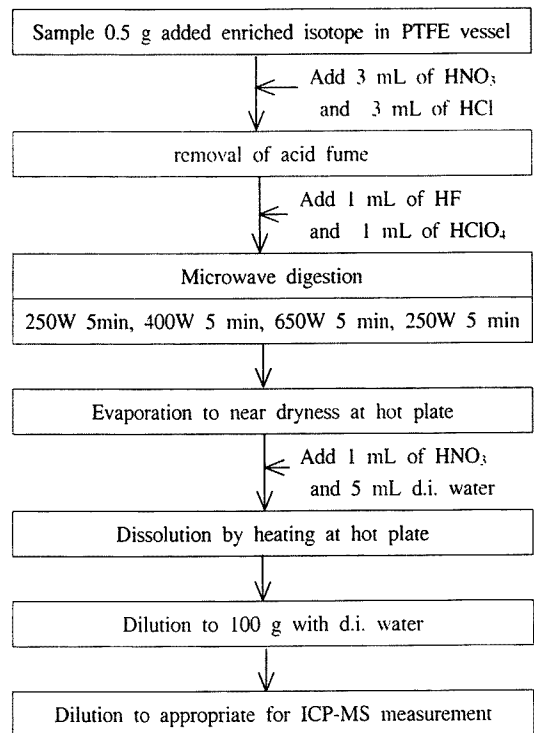 Sample 0.5 g added enriched isotope in PTFE vessel
Add 3 mL of HNO₃
and 3 mL of HCl
removal of acid fume
Add 1 mL of HF
and 1 mL of HClO₄
Microwave digestion
250W 5min, 400W 5 min, 650W 5 min, 250W 5 min
Evaporation to near dryness at hot plate
Add 1 mL of HNO₃
and 5 mL d.i. water
Dissolution by heating at hot plate
Dilution to 100 g with d.i. water
Dilution to appropriate for ICP-MS measurement